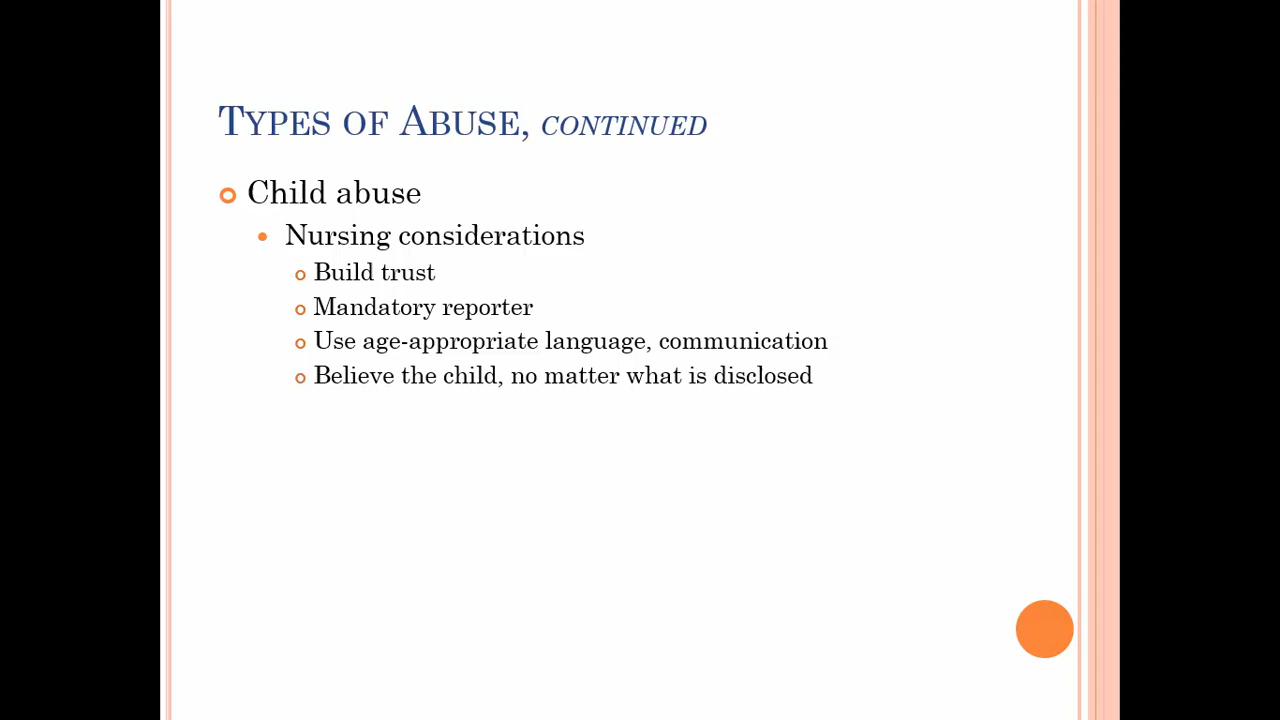 Types of Abuse, continued
Child abuse
Nursing considerations
Build trust
Mandatory reporter
Use age-appropriate language, communication
Believe the child, no matter what is disclosed